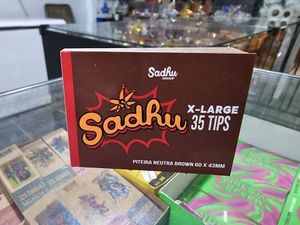 Sadhu
GROUP
Sadhu
X-LARGE
35 TIPS
PITEIRA NEUTRA BROWN 60 X 43MM